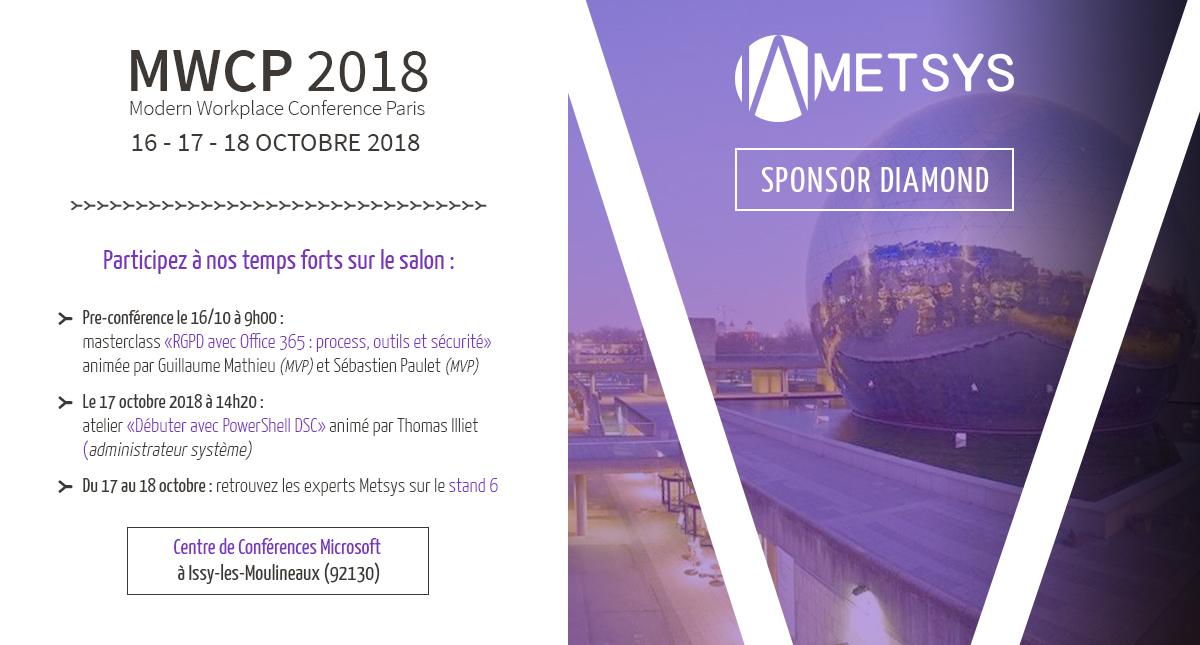 MWCP 2018
Modern Workplace Conference Paris
16 - 17 - 18 OCTOBRE 2018
Participez à nos temps forts sur le salon :
Pre-conférence le 16/10 à 9h00 :
masterclass «RGPD avec Office 365 : process, outils et sécurité»
animée par Guillaume Mathieu (MVP) et Sébastien Paulet (MVP)
Le 17 octobre 2018 à 14h20 :
atelier «Débuter avec PowerShell DSC» animé par Thomas Illiet
(administrateur système)
Du 17 au 18 octobre : retrouvez les experts Metsys sur le stand 6
Centre de Conférences Microsoft
à Issy-les-Moulineaux (92130)
METSYS
SPONSOR DIAMOND